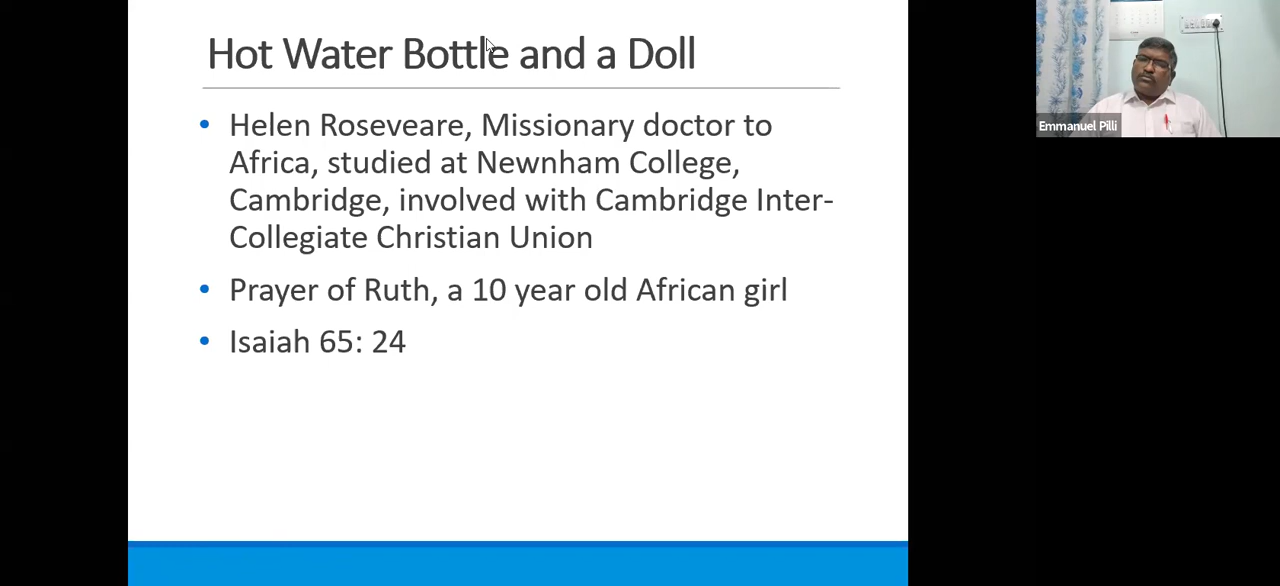 Hot Water Bottle and a Doll
• Helen Roseveare, Missionary doctor to
Africa, studied at Newnham College,
Cambridge, involved with Cambridge Inter-
Collegiate Christian Union
• Prayer of Ruth, a 10 year old African girl
• Isaiah 65: 24
Emmanuel Pilli